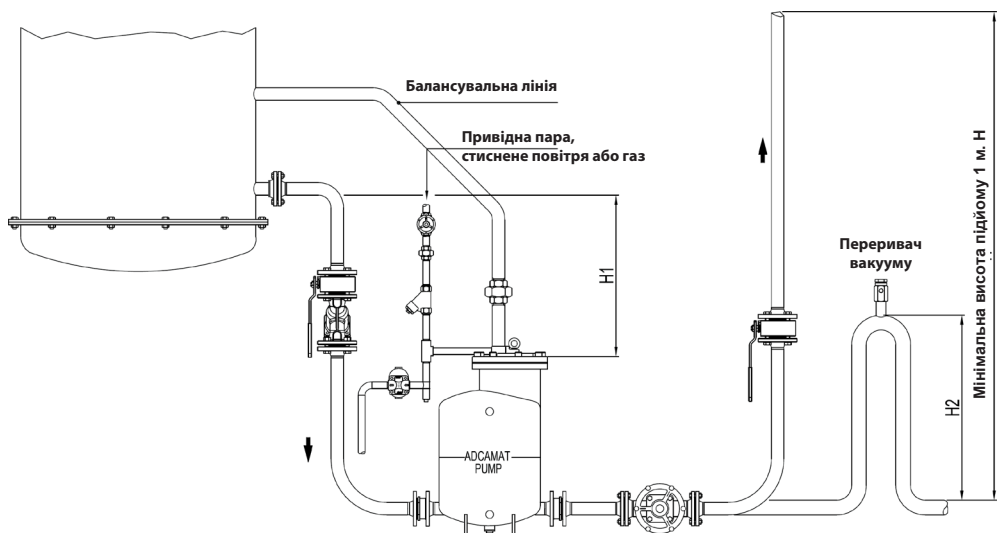 Балансувальна лінія
Привідна пара,
стиснене повітря або газ
H1
Переривач
вакууму
H2
Мінімальна висота підйому 1 м. H
ADCAMAT
PUMP